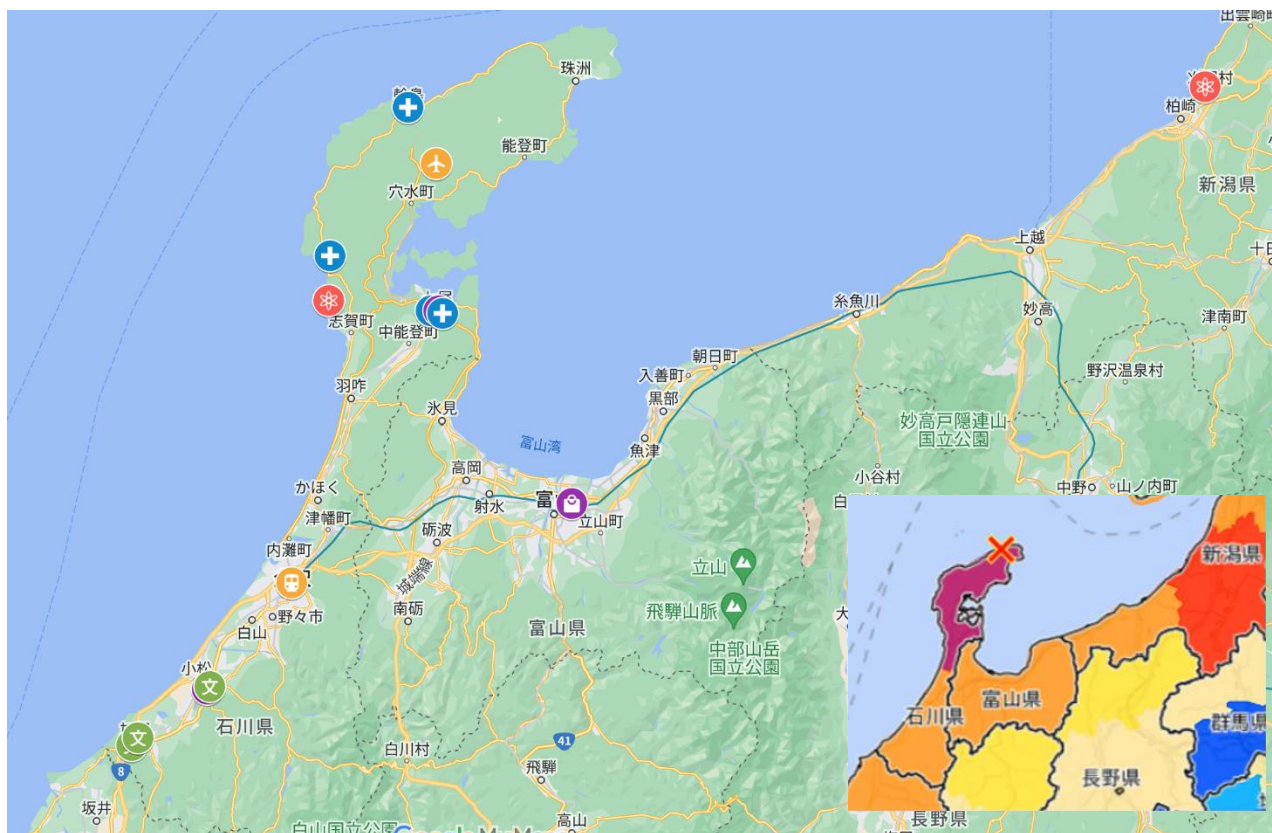 出雲崎町
珠洲
柏崎
能登町
新潟県
穴水町
上越
十日
糸魚川
妙高
津南町
志賀町
中能登町
朝日町
入善町
野沢温泉村
羽咋
黒部
氷見
富山湾
魚津
妙高戸隠連山
国立公園
高岡
小谷村
かほく
射水
富
中野
山ノ内町
津幡町
砺波
立山町
内灘町
城端線
立山
野々市
南砺
飛騨山脈
白山
富山県
中部山岳
国立公園
小松
石川県
白川村
41
8
飛騨
坂井
高山
白山国立公園
新潟県
富山県
石川県
群馬県
長野県
長野県